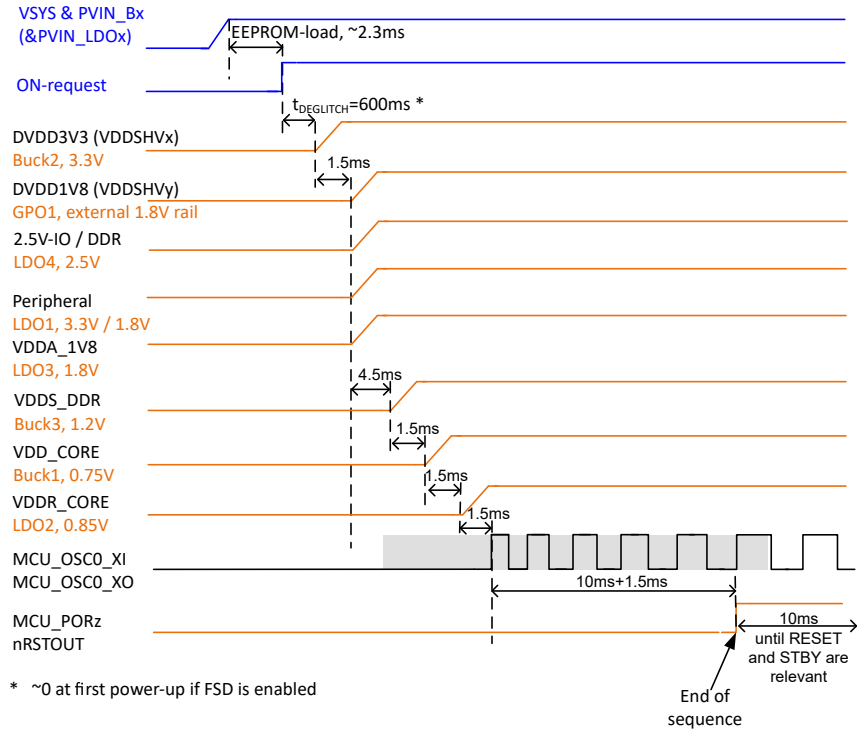 VSYS & PVIN_Bx
(&PVIN_LDOx)
EEPROM-load, ~2.3ms
ON-request
tDEGLITCH=600ms *
DVDD3V3 (VDDSHVx)
Buck2, 3.3V
1.5ms
DVDD1V8 (VDDSHVy)
GPO1, external 1.8V rail
2.5V-IO / DDR
LDO4, 2.5V
Peripheral
LDO1, 3.3V / 1.8V
VDDA_1V8
LDO3, 1.8V
4.5ms
VDDS_DDR
Buck3, 1.2V
1.5ms
VDD_CORE
Buck1, 0.75V
1.5ms
VDDR_CORE
LDO2, 0.85V
1.5ms
MCU_OSC0_XI
MCU_OSC0_XO
10ms+1.5ms
MCU_PORz
nRSTOUT
10ms
until RESET
and STBY are
relevant
* ~0 at first power-up if FSD is enabled
End of
sequence